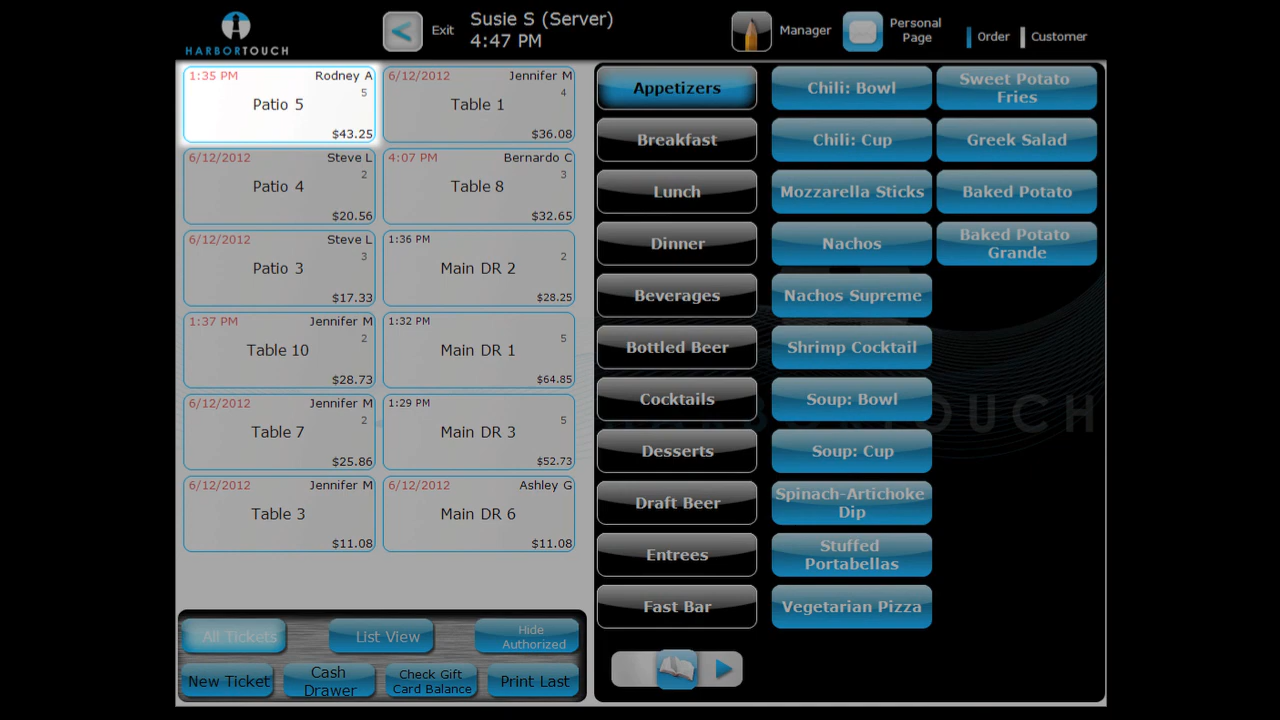 HARBORTOUCH
Exit
Susie S (Server)
4:47 PM
Manager
Personal
Page
Order
Customer
1:35 PM Rodney A
5
Patio 5
$43.25
6/12/2012 Jennifer M
4
Table 1
$36.08
6/12/2012 Steve L
2
Patio 4
$20.56
4:07 PM Bernardo C
3
Table 8
$32.65
6/12/2012 Steve L
3
Patio 3
$17.33
1:36 PM
2
Main DR 2
$28.25
1:37 PM Jennifer M
2
Table 10
$28.73
1:32 PM
5
Main DR 1
$64.85
6/12/2012 Jennifer M
2
Table 7
$25.86
1:29 PM
5
Main DR 3
$52.73
6/12/2012 Jennifer M
Table 3
$11.08
6/12/2012 Ashley G
Main DR 6
$11.08
All Tickets
List View
Hide
Authorized
New Ticket
Cash
Drawer
Check Gift
Card Balance
Print Last
Appetizers
Breakfast
Lunch
Dinner
Beverages
Bottled Beer
Cocktails
Desserts
Draft Beer
Entrees
Fast Bar
Chili: Bowl
Chili: Cup
Mozzarella Sticks
Nachos
Nachos Supreme
Shrimp Cocktail
Soup: Bowl
Soup: Cup
Spinach-Artichoke
Dip
Stuffed
Portabellas
Vegetarian Pizza
Sweet Potato
Fries
Greek Salad
Baked Potato
Baked Potato
Grande
HARBORTOUCH